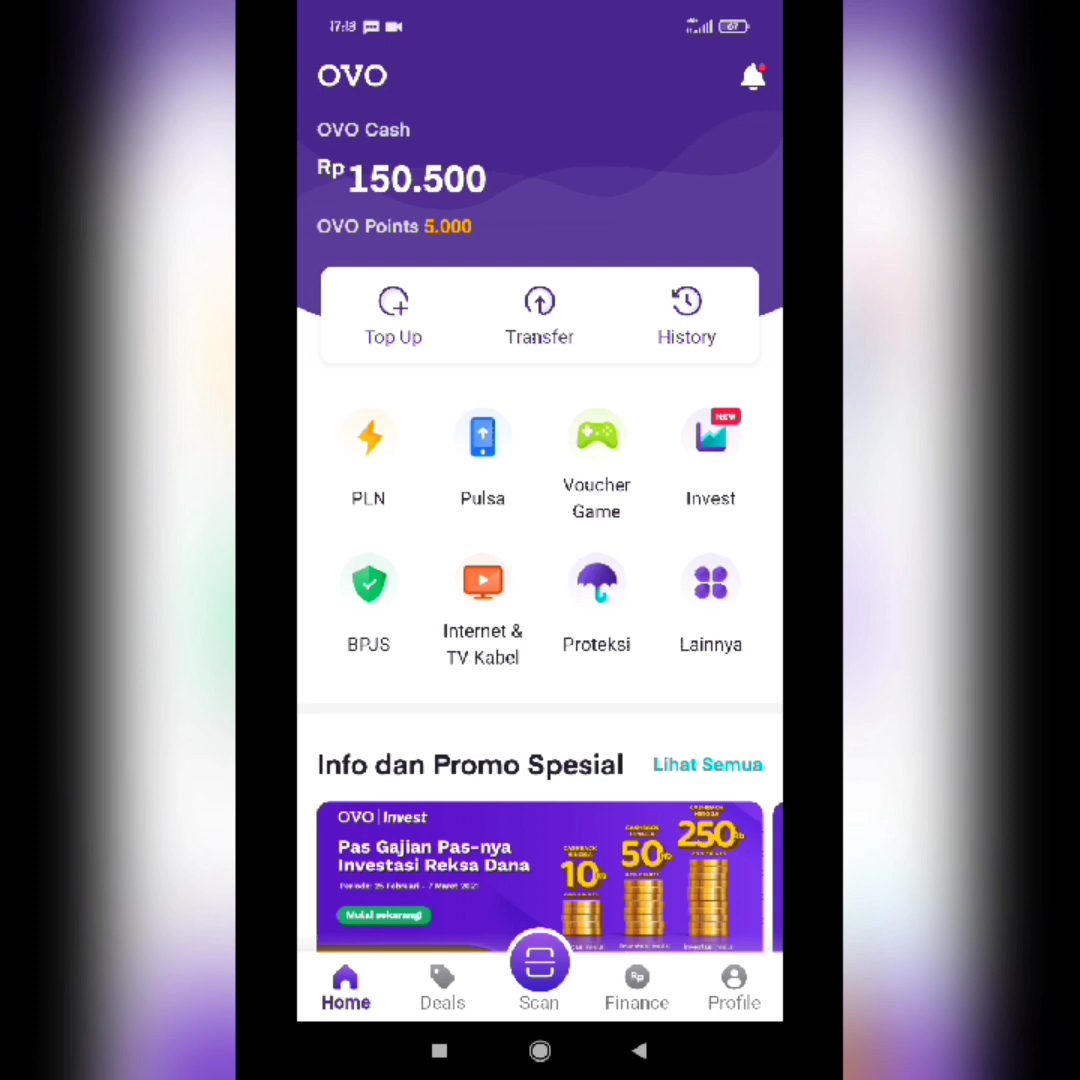 17:13
67
OVO
OVO Cash
Rp 150.500
OVO Points 5.000
Top Up
Transfer
History
NEW
PLN
Pulsa
Voucher
Game
Invest
BPJS
Internet &
TV Kabel
Proteksi
Lainnya
Info dan Promo Spesial
Lihat Semua
OVO | Invest
Pas Gajian Pas-nya
Investasi Reksa Dana
Periode: 25 Februari - 7 Maret 2021
Mulai sekarang!
CASHBACK
HINGGA
10
CASHBACK
HINGGA
50
CASHBACK
HINGGA
250
Home
Deals
Scan
Rp
Finance
Profile